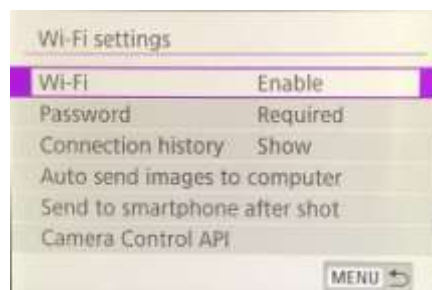 Wi-Fi settings
Wi-Fi Enable
Password Required
Connection history Show
Auto send images to computer
Send to smartphone after shot
Camera Control API
MENU